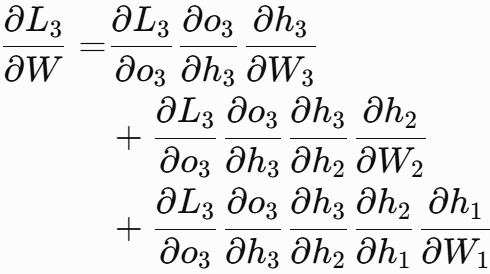 ∂L₃/∂W = ∂L₃/∂o₃ ∂o₃/∂h₃ ∂h₃/∂W₃
+ ∂L₃/∂o₃ ∂o₃/∂h₃ ∂h₃/∂h₂ ∂h₂/∂W₂
+ ∂L₃/∂o₃ ∂o₃/∂h₃ ∂h₃/∂h₂ ∂h₂/∂h₁ ∂h₁/∂W₁